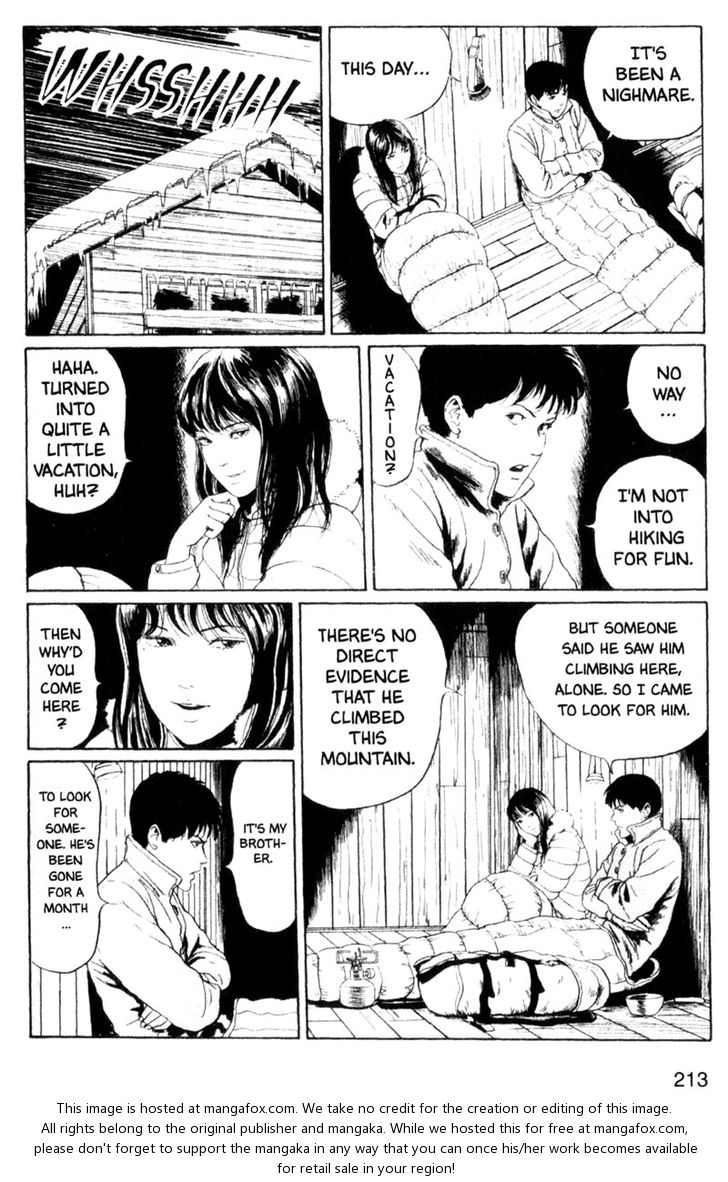 WHSSHHH
THIS DAY...
IT'S
BEEN A
NIGHMARE.
HAHA.
TURNED
INTO
QUITE A
LITTLE
VACATION,
HUH?
VACATION?
NO
WAY
...
I'M NOT
INTO
HIKING
FOR FUN.
THEN
WHY'D
YOU
COME
HERE
?
TO LOOK
FOR
SOME-
ONE. HE'S
BEEN
GONE
FOR A
MONTH
...
IT'S MY
BROTH-
ER.
THERE'S NO
DIRECT
EVIDENCE
THAT HE
CLIMBED
THIS
MOUNTAIN.
BUT SOMEONE
SAID HE SAW HIM
CLIMBING HERE,
ALONE. SO I CAME
TO LOOK FOR HIM.
213
This image is hosted at mangafox.com. We take no credit for the creation or editing of this image.
All rights belong to the original publisher and mangaka. While we hosted this for free at mangafox.com,
please don't forget to support the mangaka in any way that you can once his/her work becomes available
for retail sale in your region!